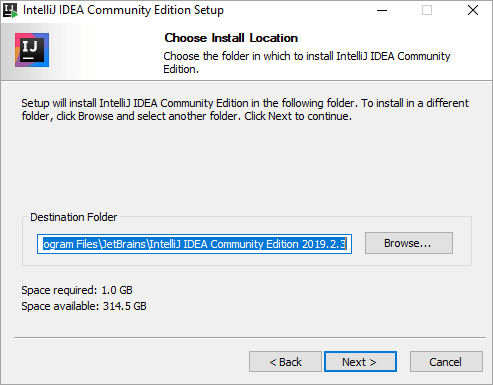 IntelliJ IDEA Community Edition Setup
IJ
Choose Install Location
Choose the folder in which to install IntelliJ IDEA Community
Edition.
Setup will install IntelliJ IDEA Community Edition in the following folder. To install in a different
folder, click Browse and select another folder. Click Next to continue.
Destination Folder
ogram Files\JetBrains\IntelliJ IDEA Community Edition 2019.2.3
Browse...
Space required: 1.0 GB
Space available: 314.5 GB
< Back
Next >
Cancel